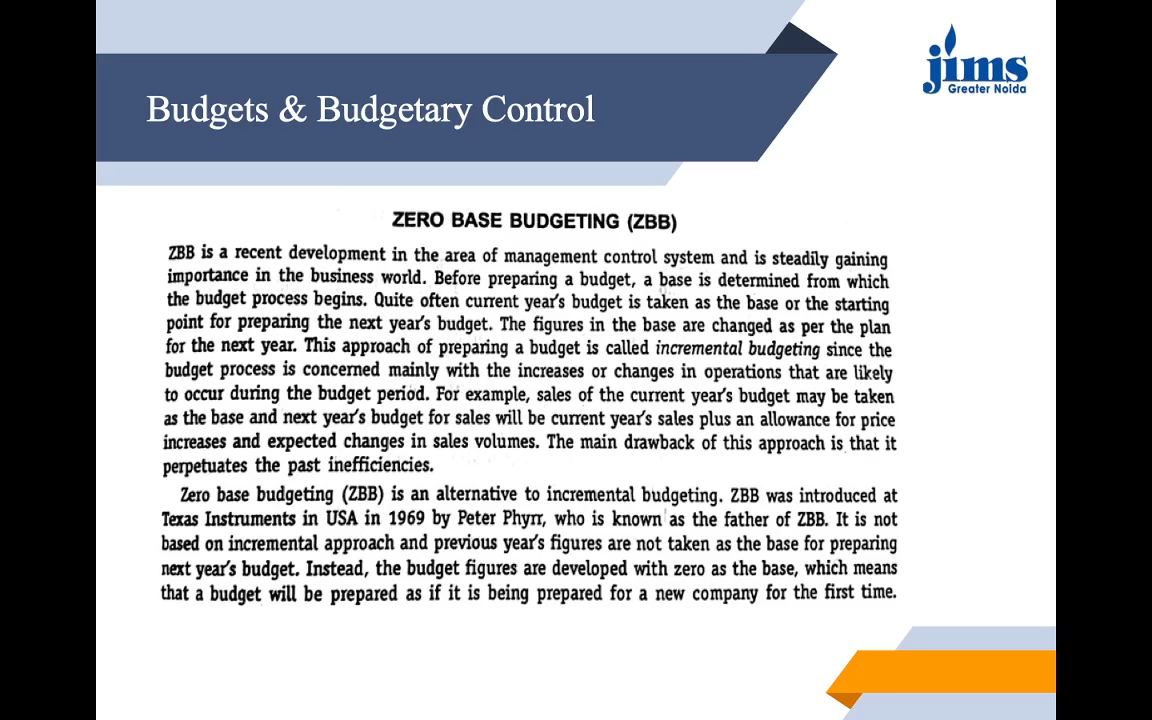 jims
Greater Noida
Budgets & Budgetary Control
ZERO BASE BUDGETING (ZBB)
ZBB is a recent development in the area of management control system and is steadily gaining
importance in the business world. Before preparing a budget, a base is determined from which
the budget process begins. Quite often current year's budget is taken as the base or the starting
point for preparing the next year's budget. The figures in the base are changed as per the plan
for the next year. This approach of preparing a budget is called incremental budgeting since the
budget process is concerned mainly with the increases or changes in operations that are likely
to occur during the budget period. For example, sales of the current year's budget may be taken
as the base and next year's budget for sales will be current year's sales plus an allowance for price
increases and expected changes in sales volumes. The main drawback of this approach is that it
perpetuates the past inefficiencies.
Zero base budgeting (ZBB) is an alternative to incremental budgeting. ZBB was introduced at
Texas Instruments in USA in 1969 by Peter Phyrr, who is known as the father of ZBB. It is not
based on incremental approach and previous year's figures are not taken as the base for preparing
next year's budget. Instead, the budget figures are developed with zero as the base, which means
that a budget will be prepared as if it is being prepared for a new company for the first time.